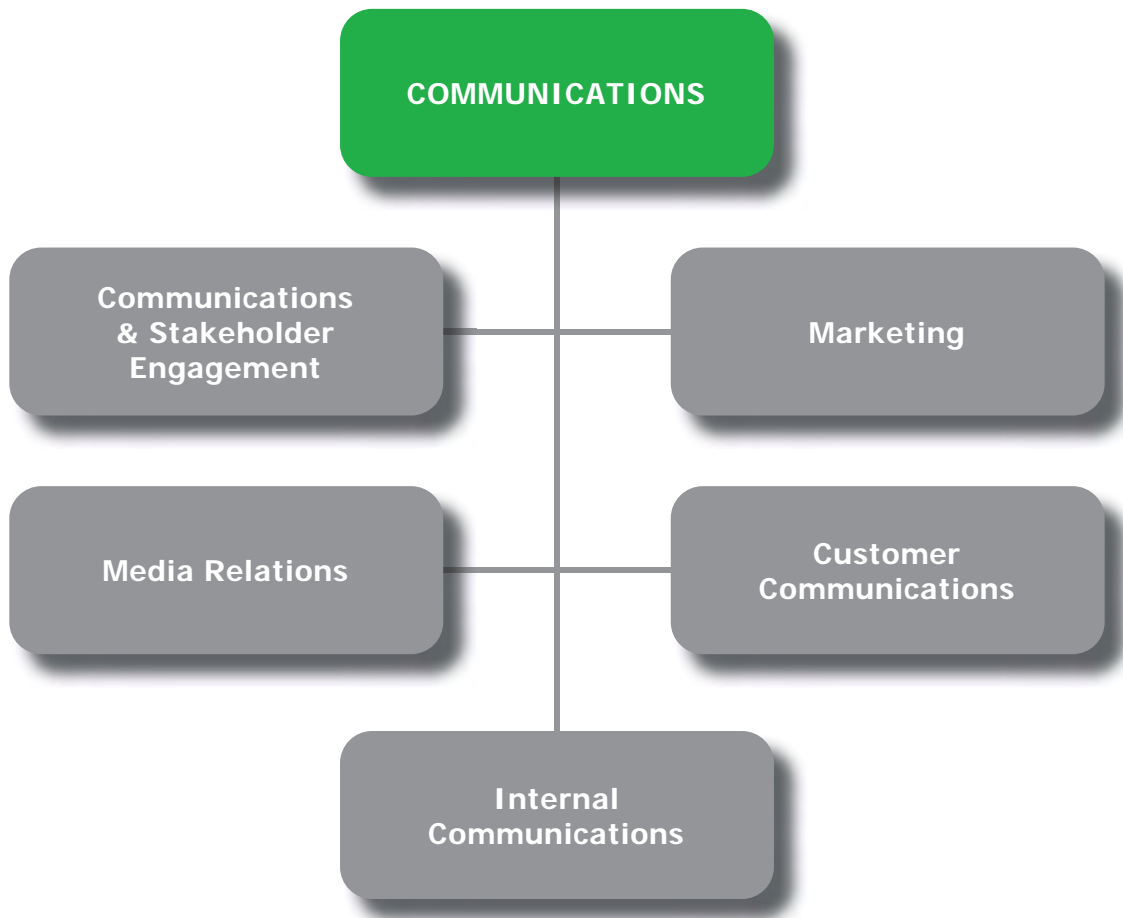 COMMUNICATIONS
Communications
& Stakeholder
Engagement
Marketing
Media Relations
Customer
Communications
Internal
Communications